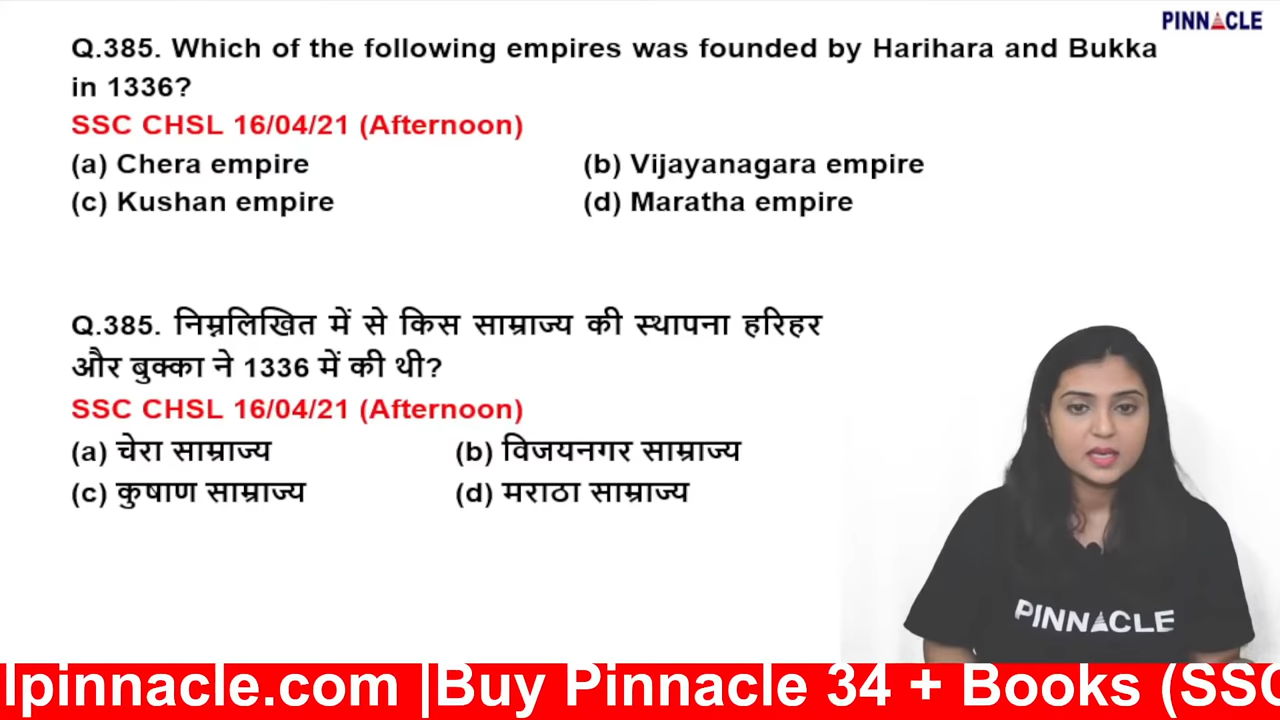 PINNACLE
Q.385. Which of the following empires was founded by Harihara and Bukka
in 1336?
SSC CHSL 16/04/21 (Afternoon)
(a) Chera empire (b) Vijayanagara empire
(c) Kushan empire (d) Maratha empire
Q.385. निम्नलिखित में से किस साम्राज्य की स्थापना हरिहर
और बुक्का ने 1336 में की थी?
SSC CHSL 16/04/21 (Afternoon)
(a) चेरा साम्राज्य (b) विजयनगर साम्राज्य
(c) कुषाण साम्राज्य (d) मराठा साम्राज्य
PINNACLE
lpinnacle.com |Buy Pinnacle 34 + Books (SSC